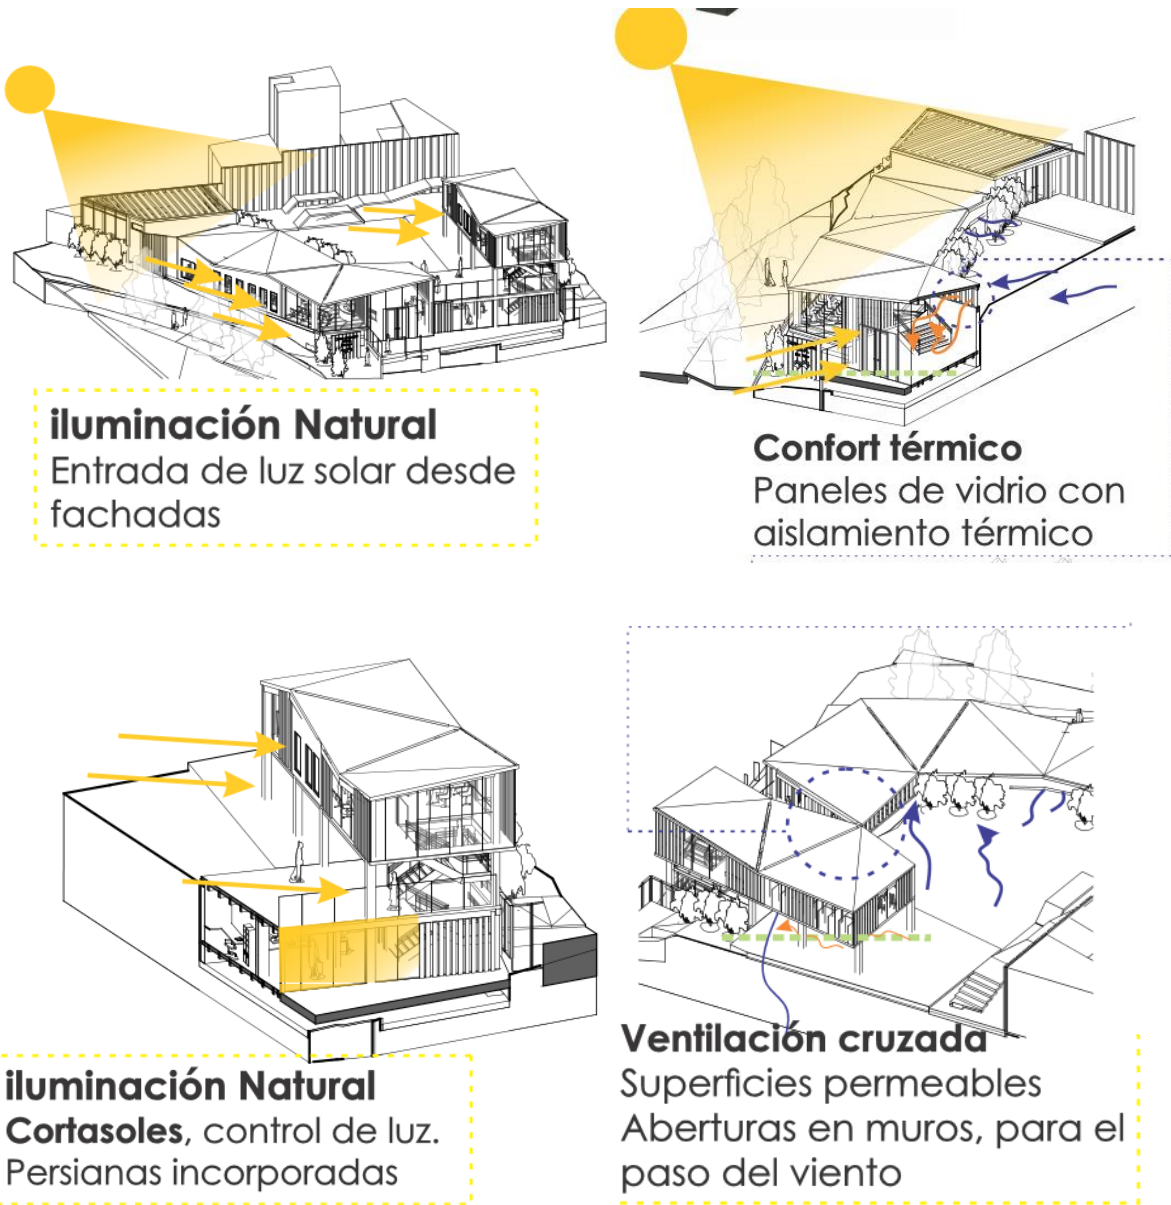 iluminación Natural
Entrada de luz solar desde
fachadas
Confort térmico
Paneles de vidrio con
aislamiento térmico
iluminación Natural
Cortasoles, control de luz.
Persianas incorporadas
Ventilación cruzada
Superficies permeables
Aberturas en muros, para el
paso del viento